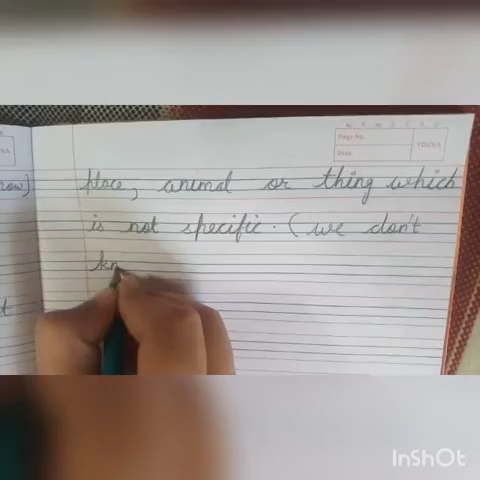 Page No.
Date
YOUVA
place, animal or thing which
is not specific. (we don't
kn
InShOt